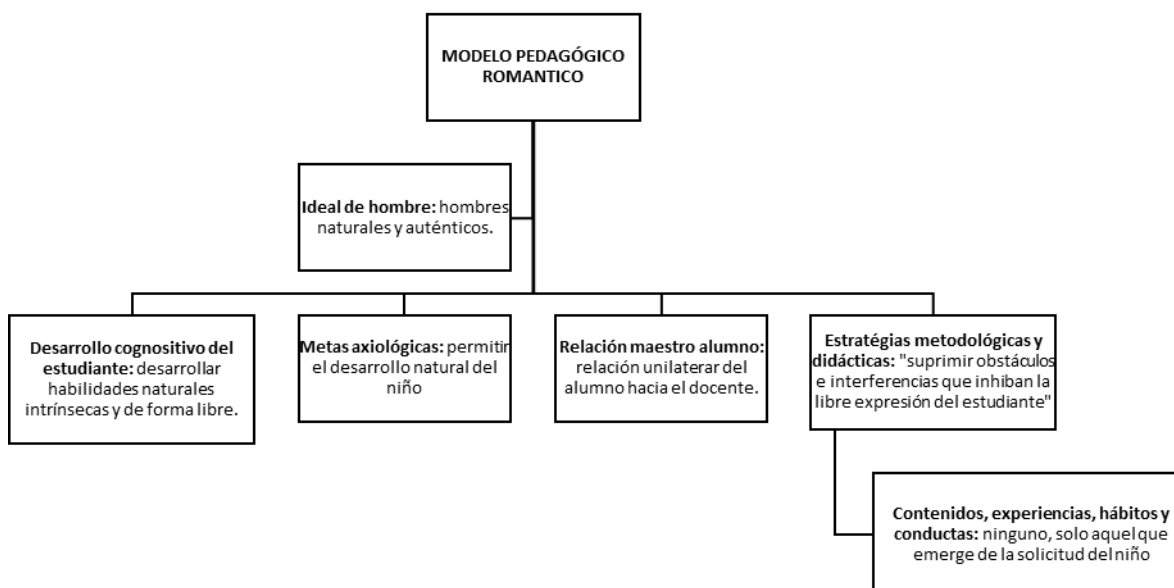 MODELO PEDAGÓGICO
ROMANTICO
Ideal de hombre: hombres
naturales y auténticos.
Desarrollo cognositivo del
estudiante: desarrollar
habilidades naturales
intrínsecas y de forma libre.
Metas axiológicas: permitir
el desarrollo natural del
niño
Relación maestro alumno:
relación unilaterar del
alumno hacia el docente.
Estratégias metodológicas y
didácticas: "suprimir obstáculos
e interferencias que inhiban la
libre expresión del estudiante"
Contenidos, experiencias, hábitos y
conductas: ninguno, solo aquel que
emerge de la solicitud del niño